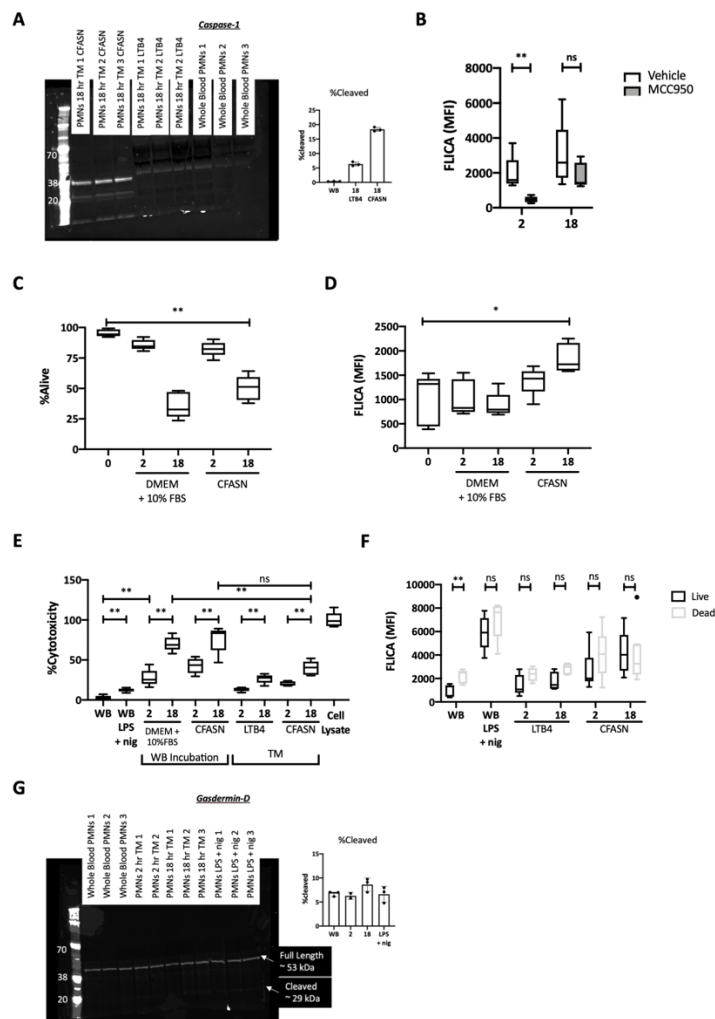 A
Caspase-1
PMNs 18 hr TM 1 CFASN
PMNs 18 hr TM 2 CFASN
PMNs 18 hr TM 3 CFASN
PMNs 18 hr TM 1 LTB4
PMNs 18 hr TM 2 LTB4
PMNs 18 hr TM 2 LTB4
Whole Blood PMNs 1
Whole Blood PMNs 2
Whole Blood PMNs 3
70
38
20
%Cleaved
%cleaved
25
20
15
10
5
0
WB 18 18
LTB4 CFASN
B
** ns
Vehicle
MCC950
FLICA (MFI)
8000
6000
4000
2000
0
2 18
C
**
%Alive
100
75
50
25
0
0 2 18 2 18
DMEM CFASN
+ 10% FBS
D
*
FLICA (MFI)
2500
2000
1500
1000
500
0
0 2 18 2 18
DMEM CFASN
+ 10% FBS
E
ns
** **
** ** ** ** **
%Cytotoxicity
150
100
50
0
WB WB 2 18 2 18 2 18 2 18 Cell
LPS DMEM + CFASN LTB4 CFASN Lysate
+ nig 10%FBS
WB Incubation TM
F
** ns ns ns ns ns
Live
Dead
FLICA (MFI)
10000
8000
6000
4000
2000
0
WB WB 2 18 2 18
LPS LTB4 CFASN
+ nig
G
Gasdermin-D
Whole Blood PMNs 1
Whole Blood PMNs 2
Whole Blood PMNs 3
PMNs 2 hr TM 1
PMNs 2 hr TM 2
PMNs 18 hr TM 1
PMNs 18 hr TM 2
PMNs 18 hr TM 3
PMNs LPS + nig 1
PMNs LPS + nig 2
PMNs LPS + nig 3
70
38
20
Full Length
~ 53 kDa
Cleaved
~ 29 kDa
%Cleaved
%cleaved
15
10
5
0
WB 2 18 LPS
+ nig